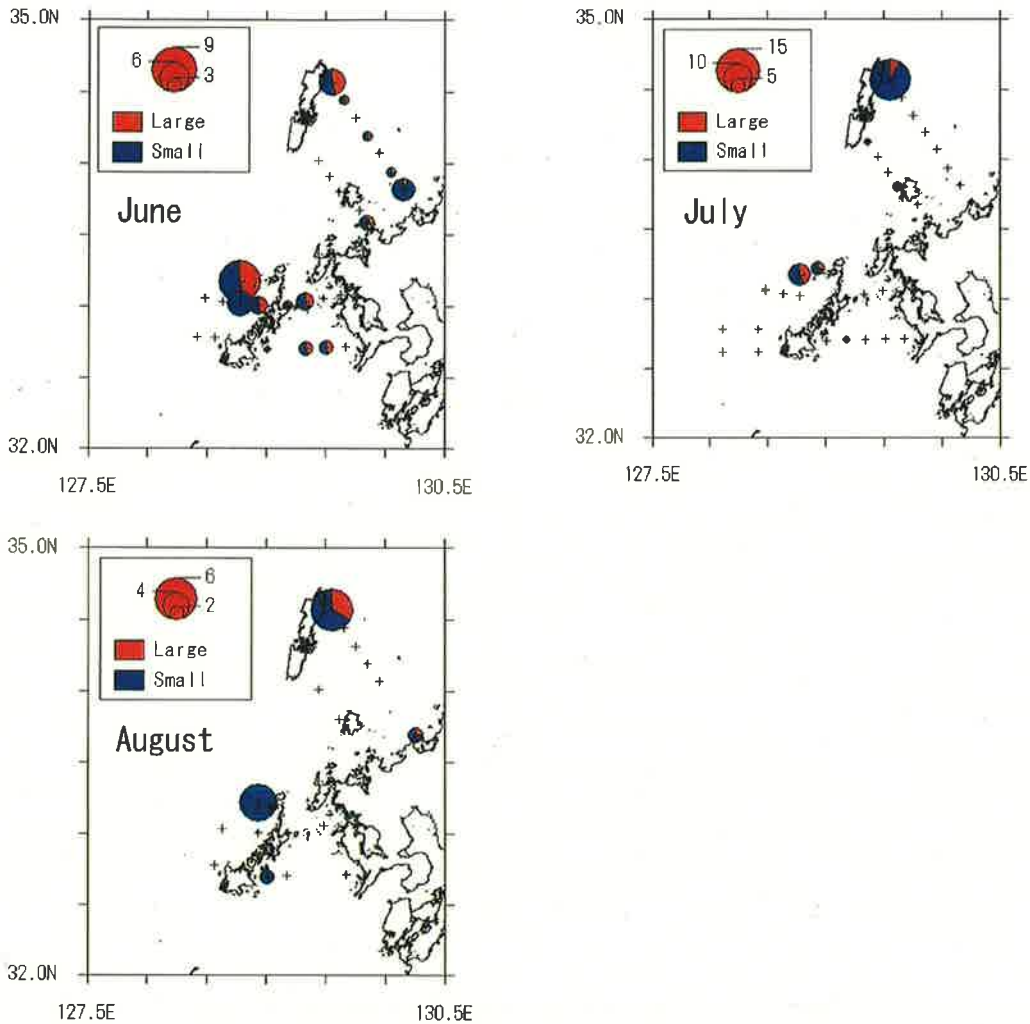 35.0N
9
6
3
Large
Small
June
32.0N
127.5E
130.5E
35.0N
15
10
5
Large
Small
July
32.0N
127.5E
130.5E
35.0N
6
4
2
Large
Small
August
32.0N
127.5E
130.5E